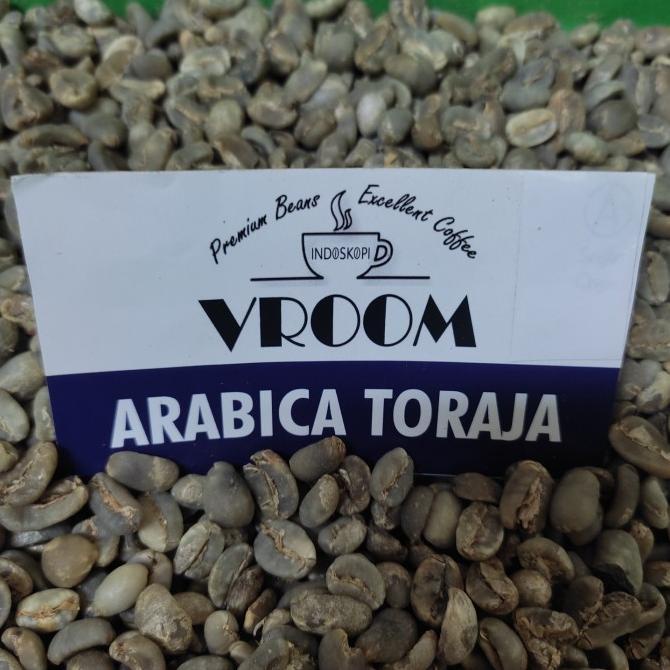 Premium Beans Excellent Coffee
INDOSKOPI
VROOM
ARABICA TORAJA